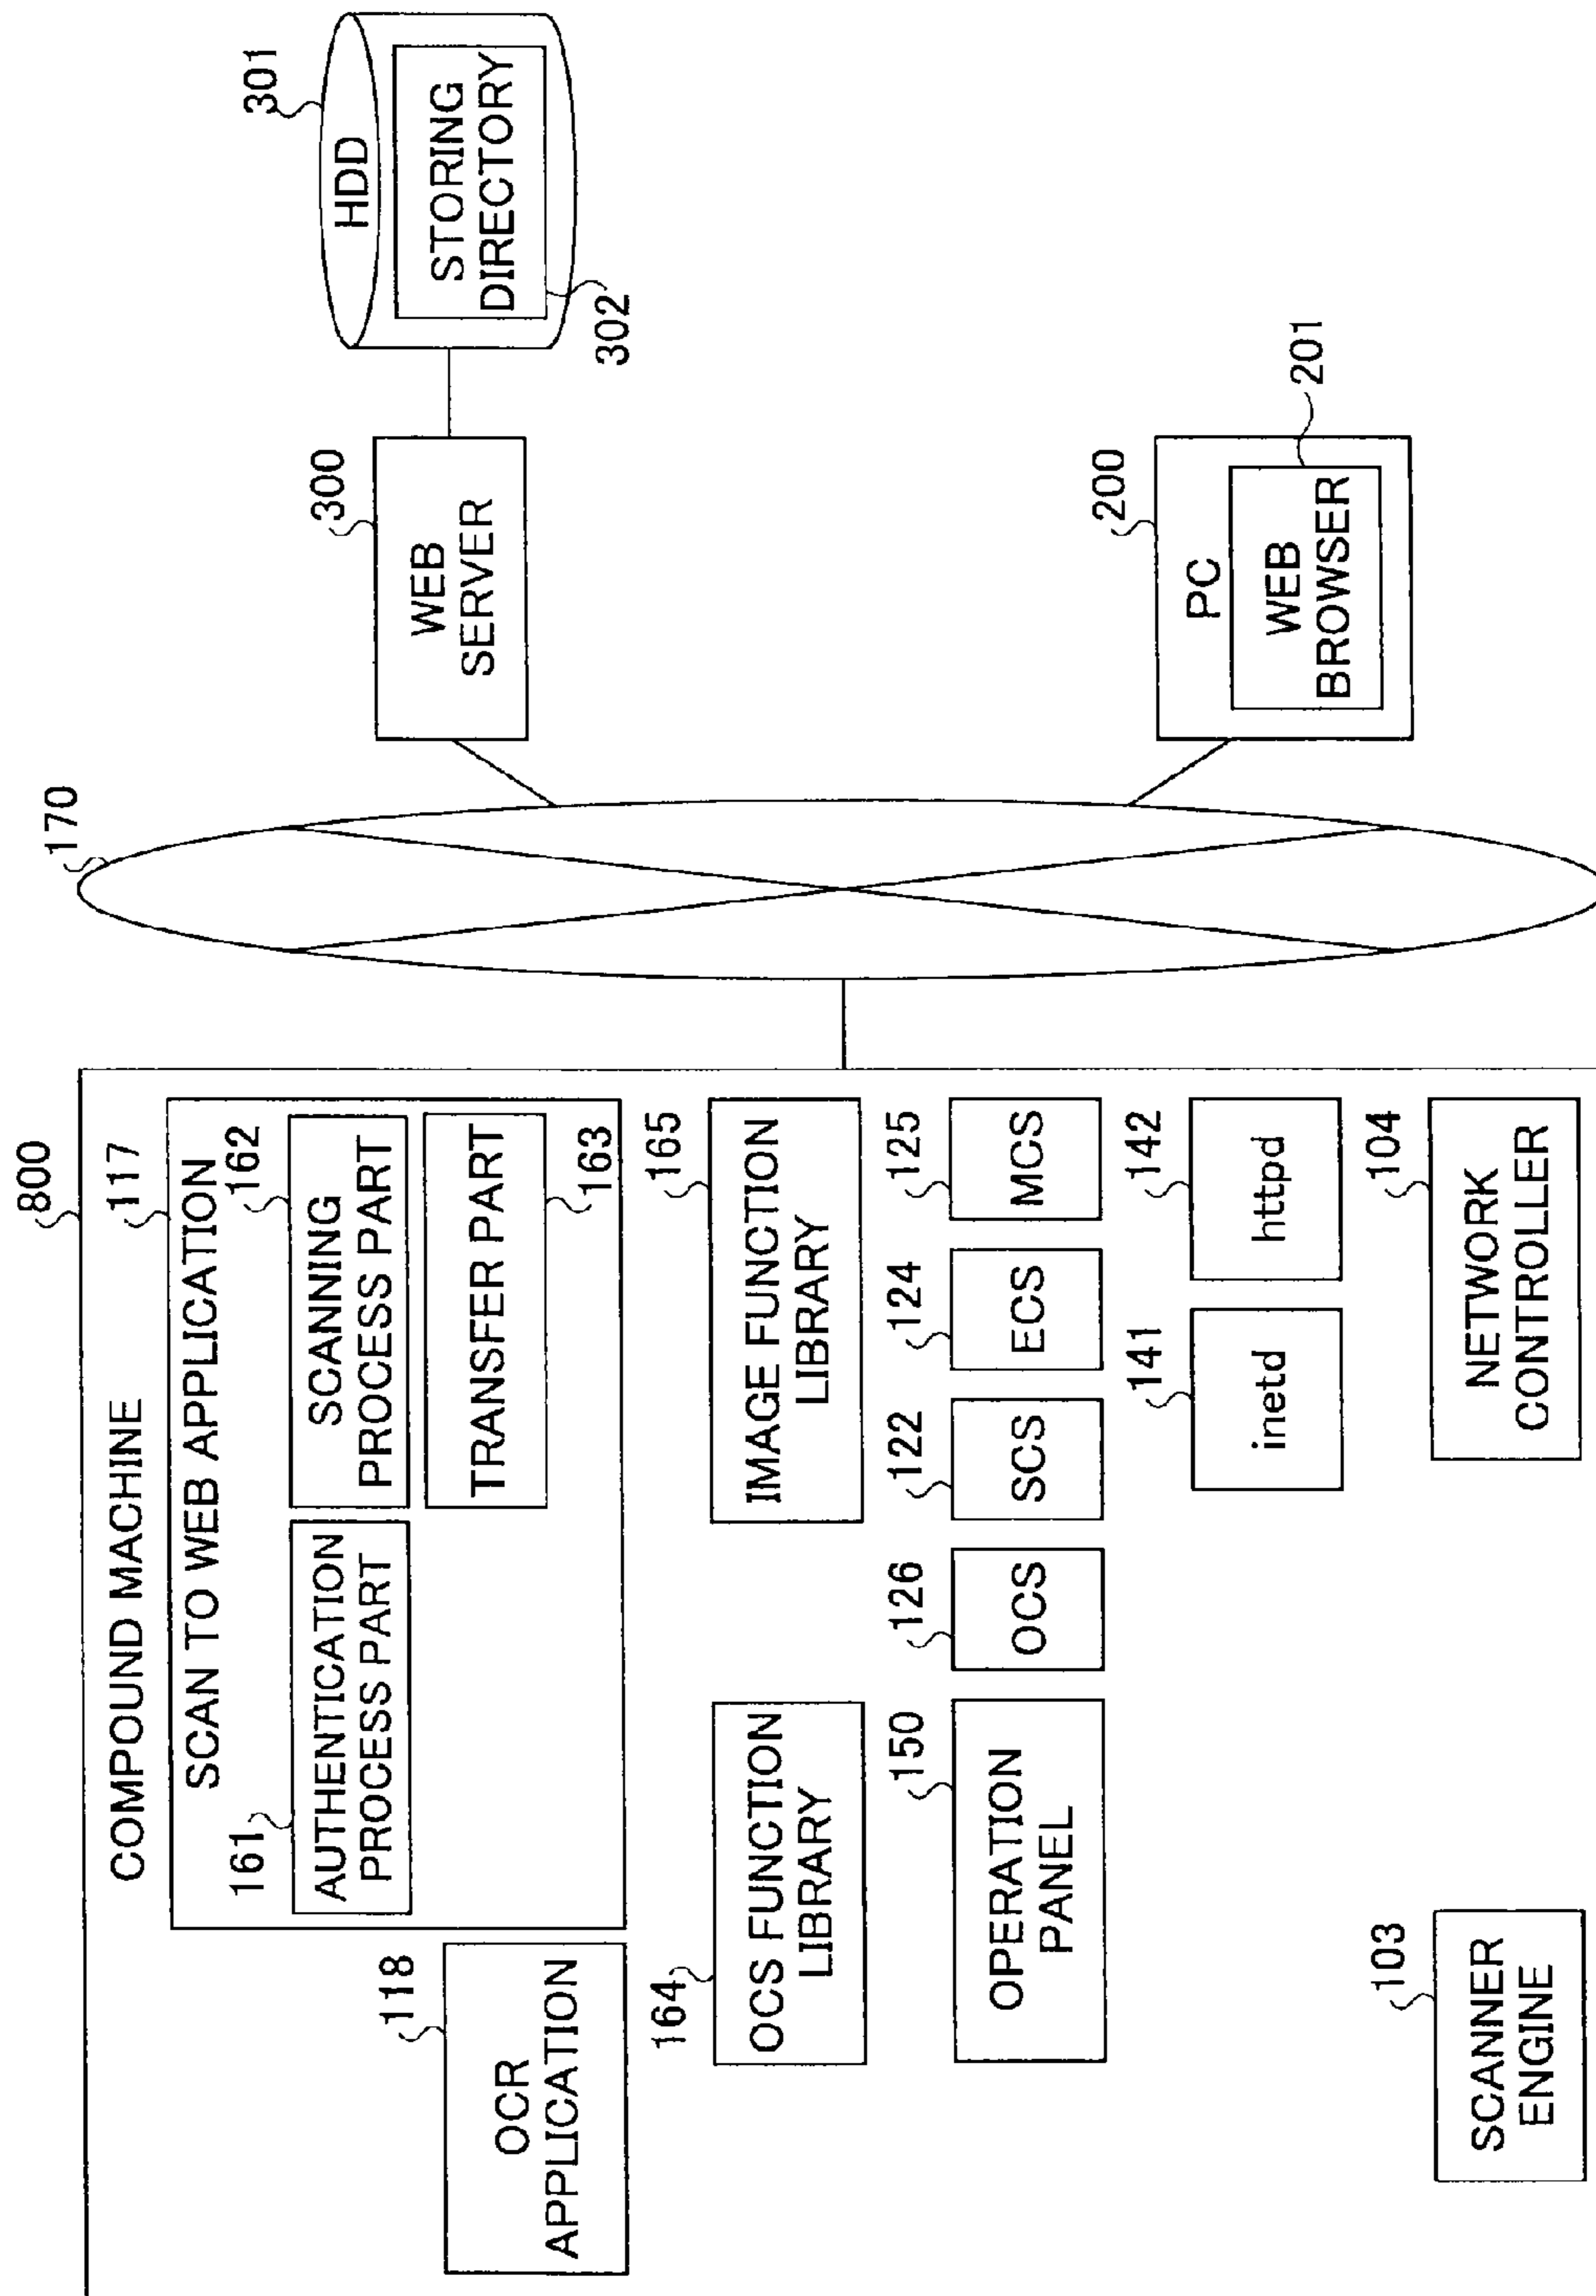 800
COMPOUND MACHINE
117
SCAN TO WEB APPLICATION
161
AUTHENTICATION
PROCESS PART
162
SCANNING
PROCESS PART
TRANSFER PART
163
118
OCR
APPLICATION
164
OCS FUNCTION
LIBRARY
165
IMAGE FUNCTION
LIBRARY
150
OPERATION
PANEL
126
OCS
122
SCS
124
ECS
125
MCS
141
inetd
142
httpd
103
SCANNER
ENGINE
104
NETWORK
CONTROLLER
170
300
WEB
SERVER
301
HDD
STORING
DIRECTORY
302
200
PC
WEB
BROWSER
201